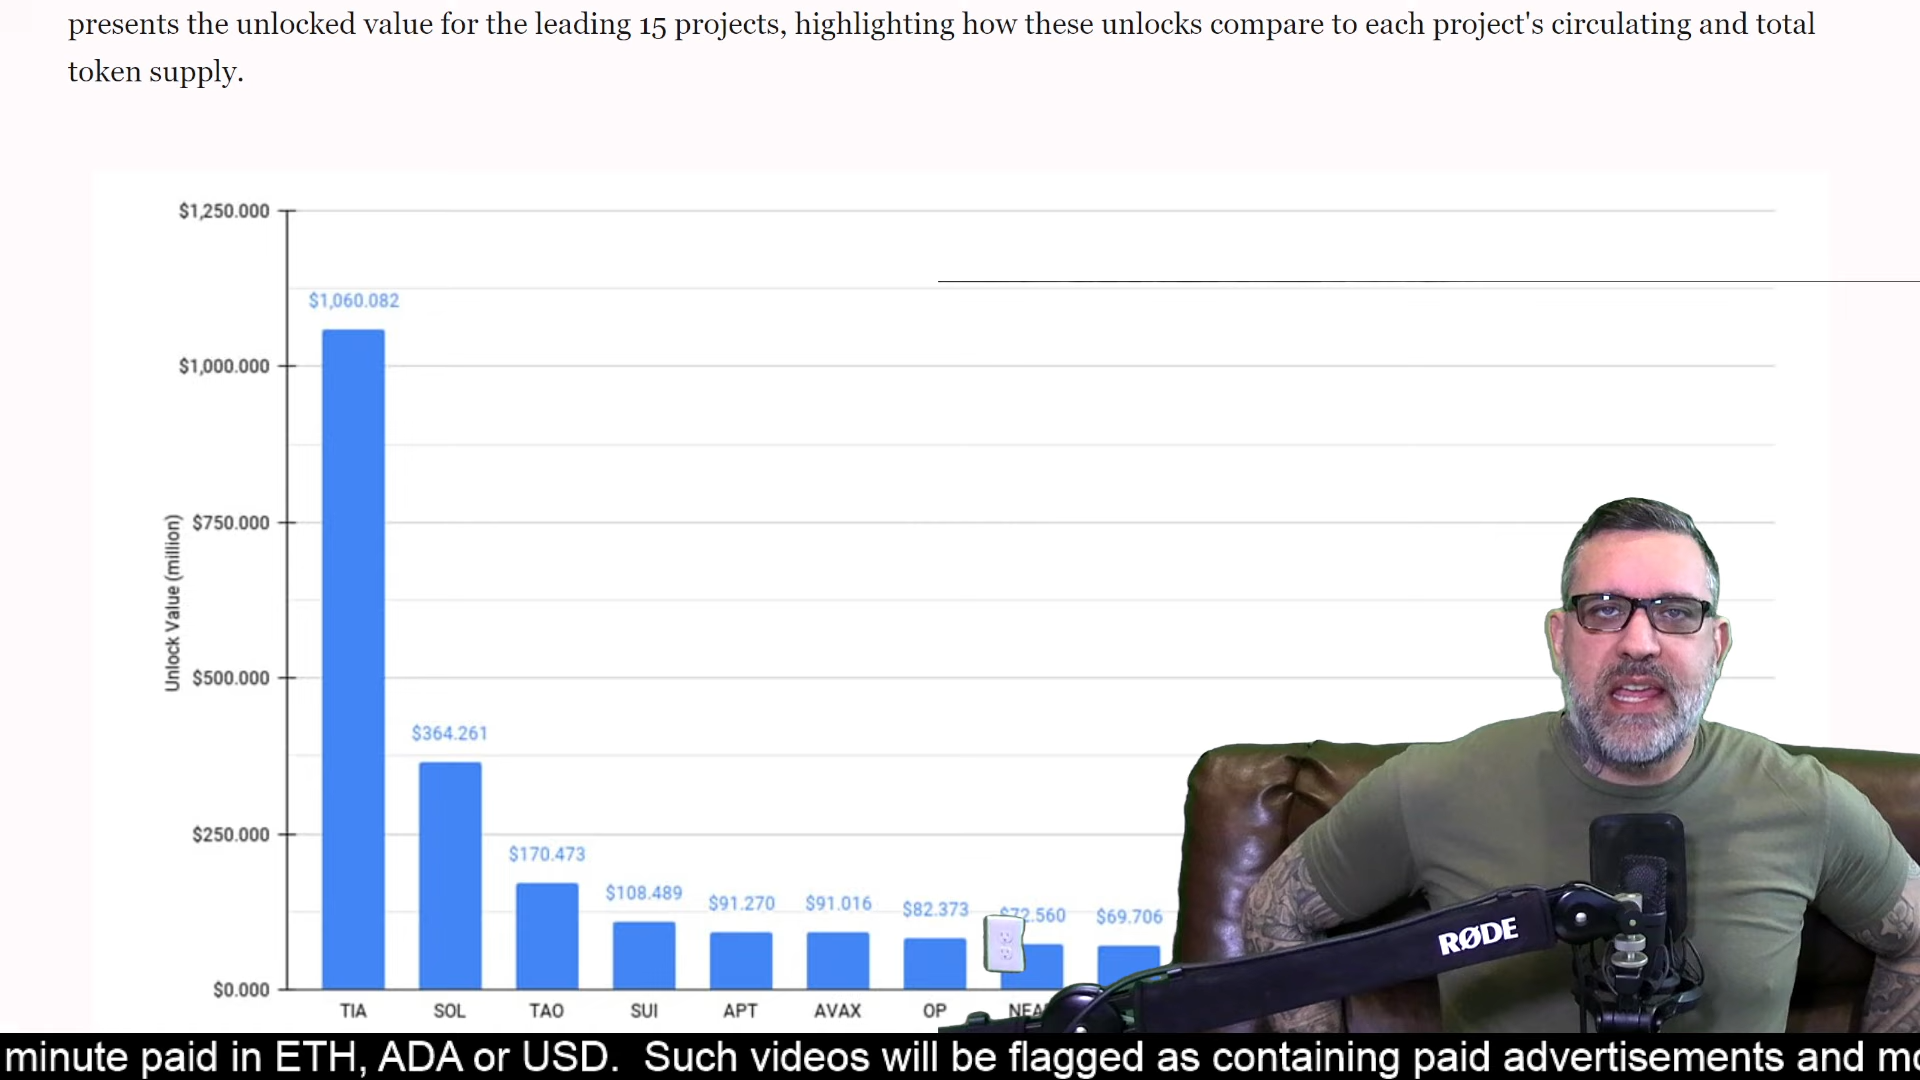 presents the unlocked value for the leading 15 projects, highlighting how these unlocks compare to each project's circulating and total
token supply.
$1,250.000
$1,060.082
$1,000.000
$750.000
Unlock Value (million)
$500.000
$364.261
$250.000
$170.473
$108.489
$91.270
$91.016
$82.373
$72.560
$69.706
$0.000
TIA
SOL
TAO
SUI
APT
AVAX
OP
RØDE
minute paid in ETH, ADA or USD. Such videos will be flagged as containing paid advertisements and